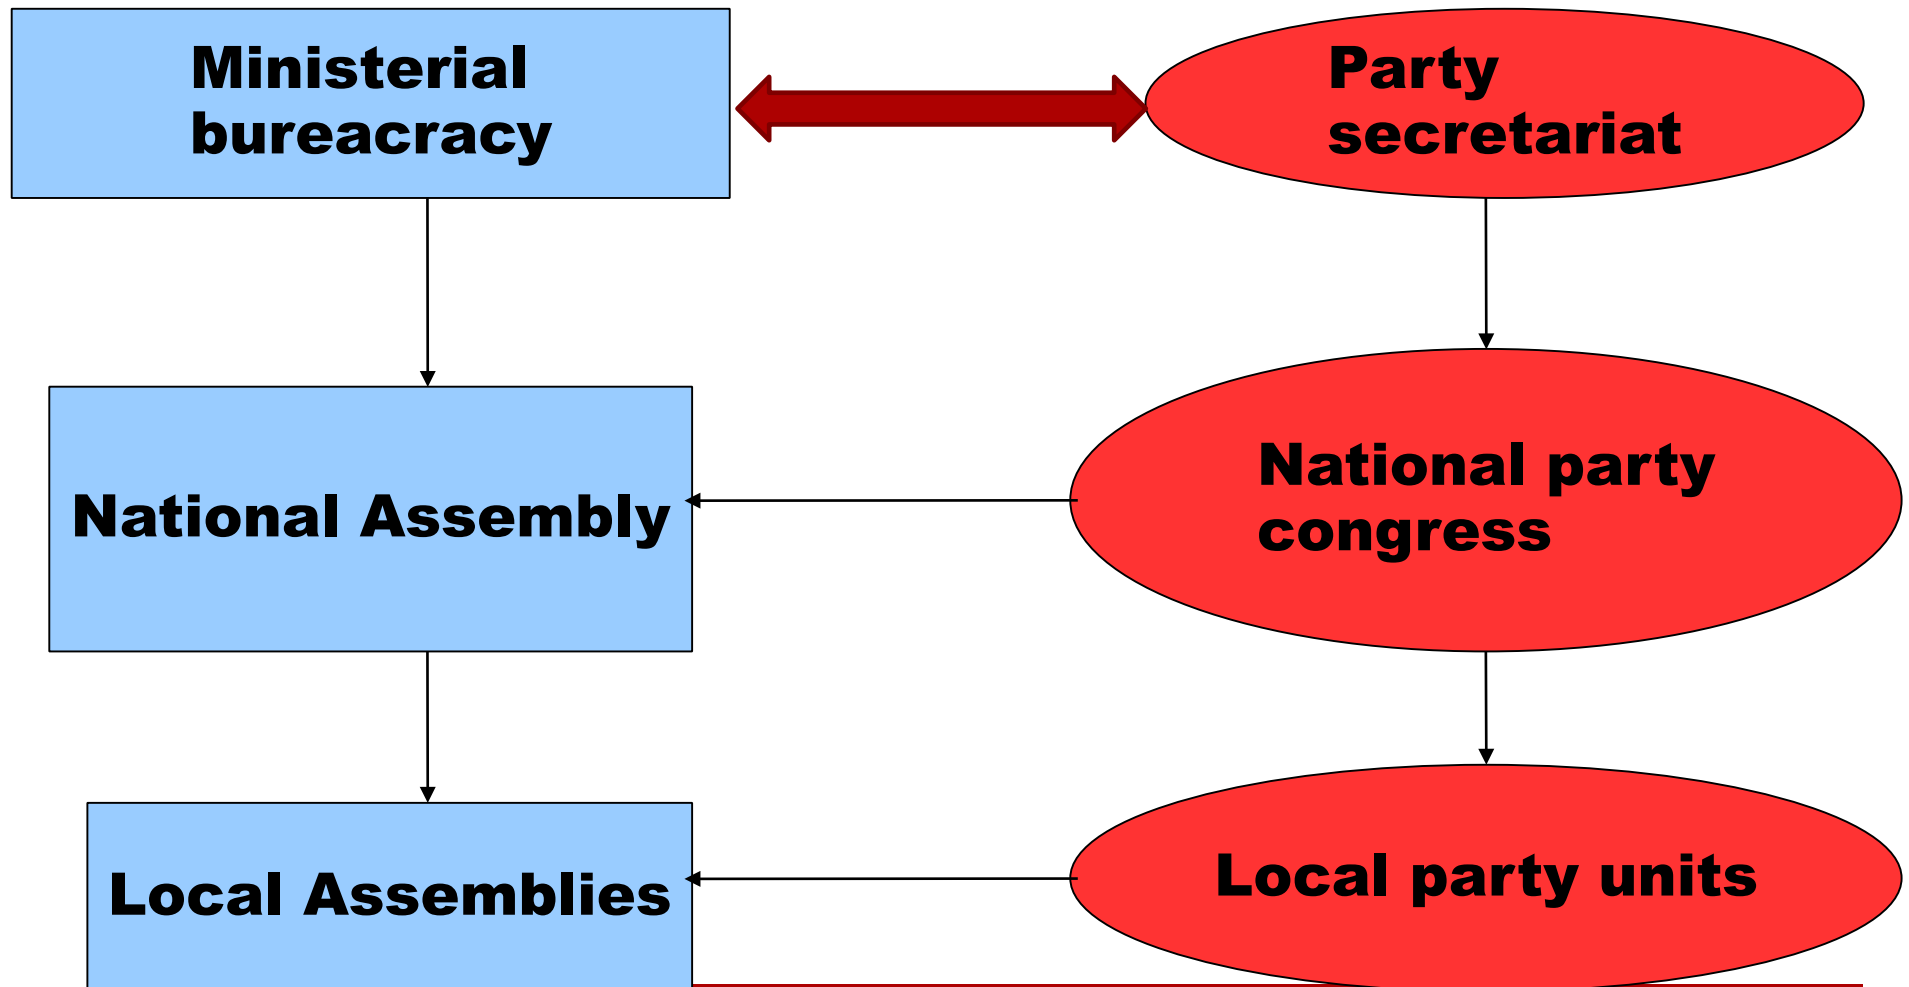 Ministerial
bureacracy
Party
secretariat
National Assembly
National party
congress
Local Assemblies
Local party units